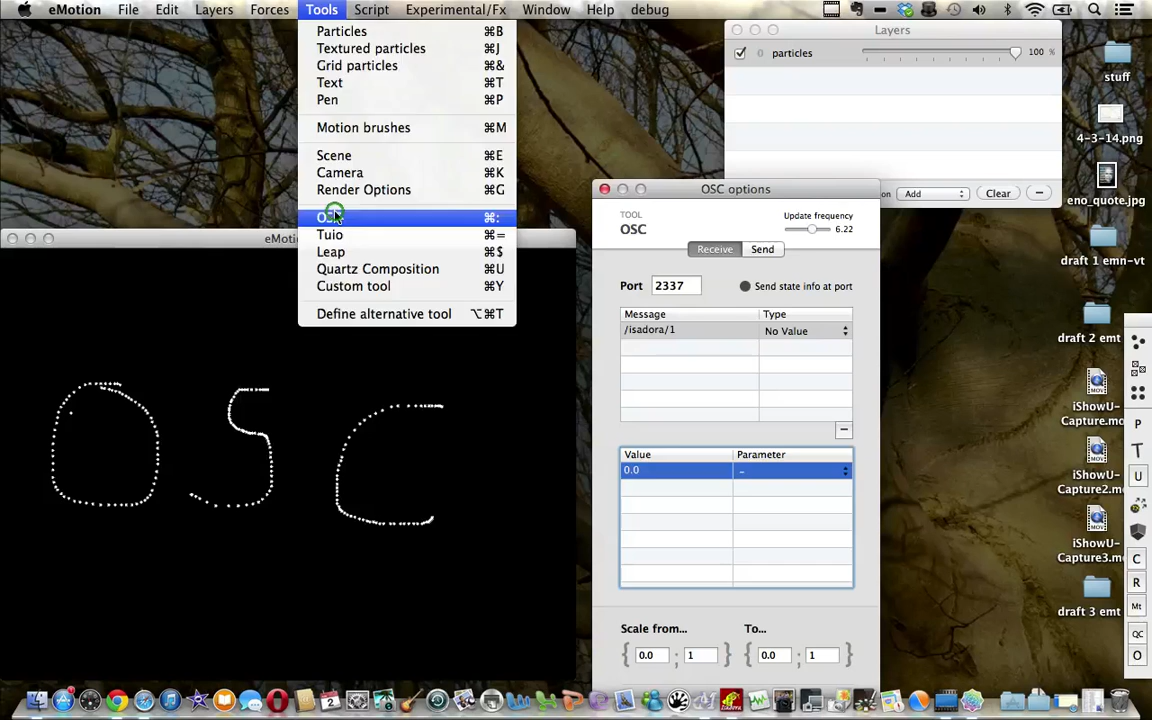 eMotion File Edit Layers Forces Tools Script Experimental/Fx Window Help debug
Particles ⌘B
Textured particles ⌘J
Grid particles ⌘&
Text ⌘T
Pen ⌘P
Motion brushes ⌘M
Scene ⌘E
Camera ⌘K
Render Options ⌘G
⌘:
Tuio ⌘=
Leap ⌘$
Quartz Composition ⌘U
Custom tool ⌘Y
Define alternative tool ⌥⌘T
Layers
0 particles 100 %
Add Clear −
OSC options
TOOL
OSC
Update frequency
6.22
Receive Send
Port 2337 Send state info at port
Message Type
/isadora/1 No Value
−
Value Parameter
0.0 –
Scale from... To...
{ 0.0 ; 1 } { 0.0 ; 1 }
OSC
stuff
4-3-14.png
eno_quote.jpg
draft 1 emn-vt
draft 2 emt
iShowU-
Capture.mo
iShowU-
Capture2.mo
iShowU-
Capture3.mo
draft 3 emt
P
T
U
C
R
Mt
QC
O